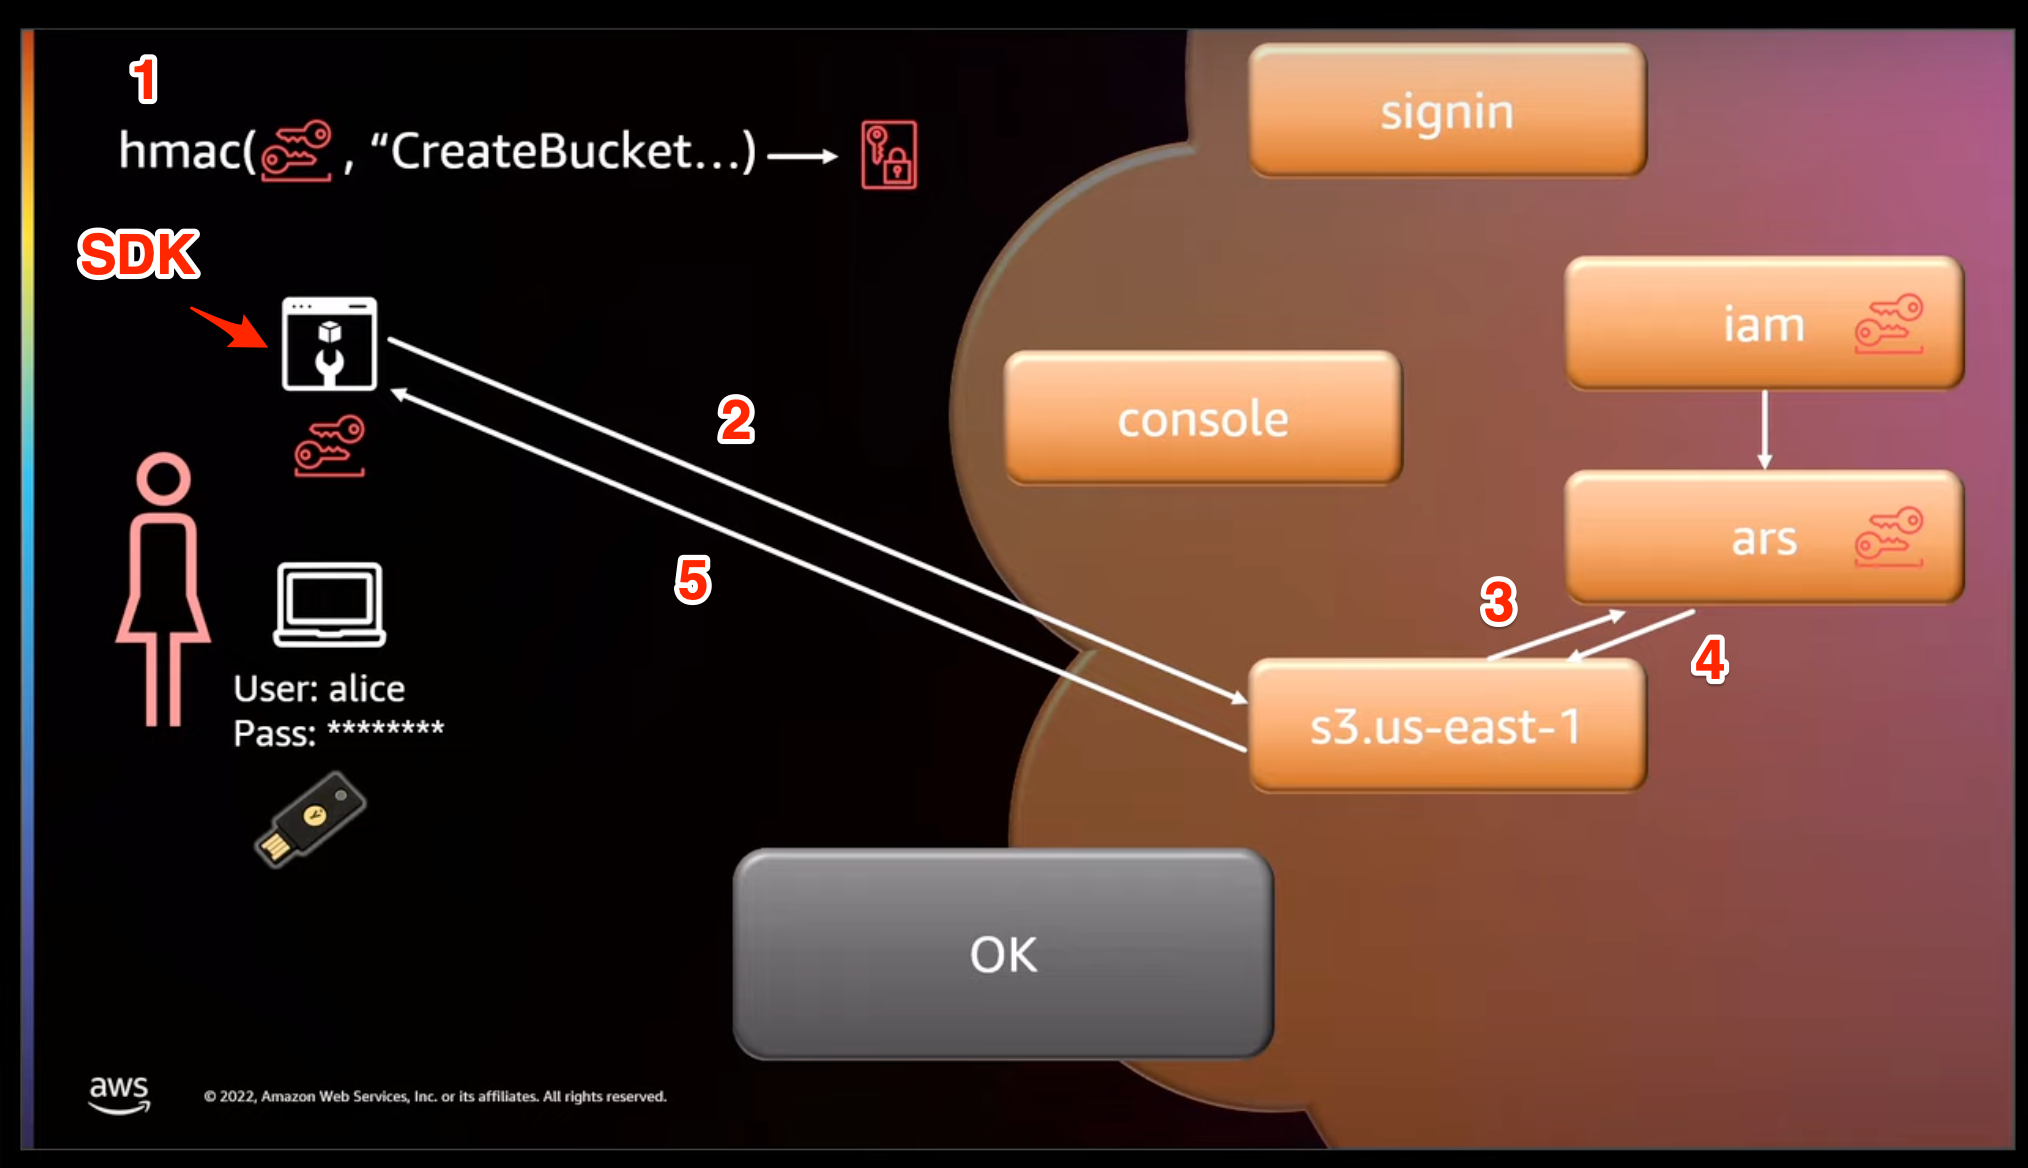 1
hmac( , “CreateBucket...)
SDK
signin
iam
console
2
ars
5
3
4
s3.us-east-1
User: alice
Pass: ********
OK
aws
© 2022, Amazon Web Services, Inc. or its affiliates. All rights reserved.